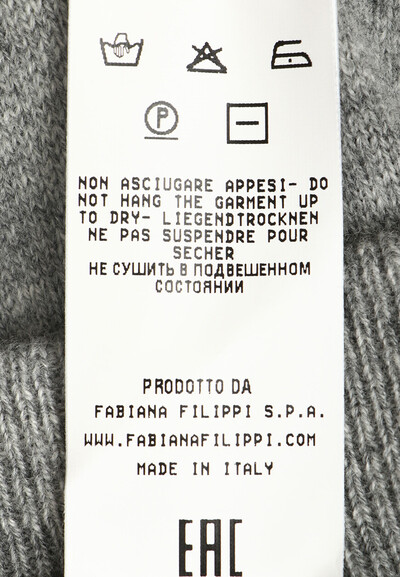 P
NON ASCIUGARE APPESI- DO
NOT HANG THE GARMENT UP
TO DRY- LIEGENDTROCKNEN
NE PAS SUSPENDRE POUR
SECHER
НЕ СУШИТЬ В ПОДВЕШЕННОМ
СОСТОЯНИИ
PRODOTTO DA
FABIANA FILIPPI S.P.A.
WWW.FABIANAFILIPPI.COM
MADE IN ITALY
EAC